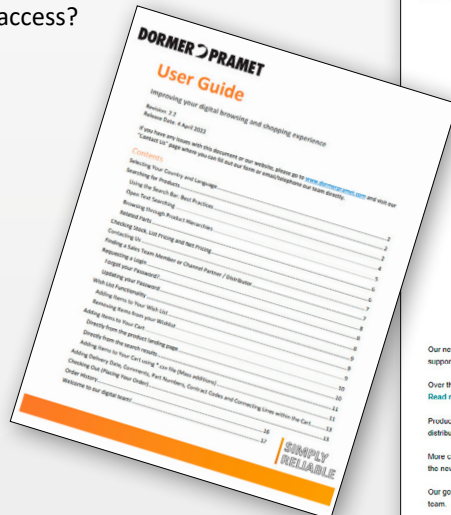 access?
DORMER PRAMET
User Guide
Improving your digital browsing and shopping experience
Revision: 2.2
Release Date: 4 April 2022
If you have any issues with this document or our website, please go to www.dormerpramet.com and visit our
"Contact Us" page where you can fill out our form or email/telephone our team directly.
Contents
Selecting Your Country and Language
Searching for Products
Using the Search Bar: Best Practices
Open Text Searching
Browsing through Product Hierarchies
Related Parts
Checking Stock, List Pricing and Net Pricing
Contacting Us
Finding a Sales Team Member or Channel Partner / Distributor
Requesting a Login
Forgot your Password?
Updating your Password
Wish List Functionality
Adding Items to Your Wish List
Removing Items from your Wishlist
Adding Items to Your Cart
Directly from the product landing page
Directly from the search results
Adding Items to Your Cart using *.csv file (Mass additions)
Adding Delivery Date, Comments, Part Numbers, Contract Codes and Connecting Lines within the Cart
Checking Out (Placing Your Order)
Order History 16
Welcome to our digital team! 17
SIMPLY
RELIABLE
Our ne
suppor
Over th
Read r
Produc
distribu
More c
the nev
Our go
team.